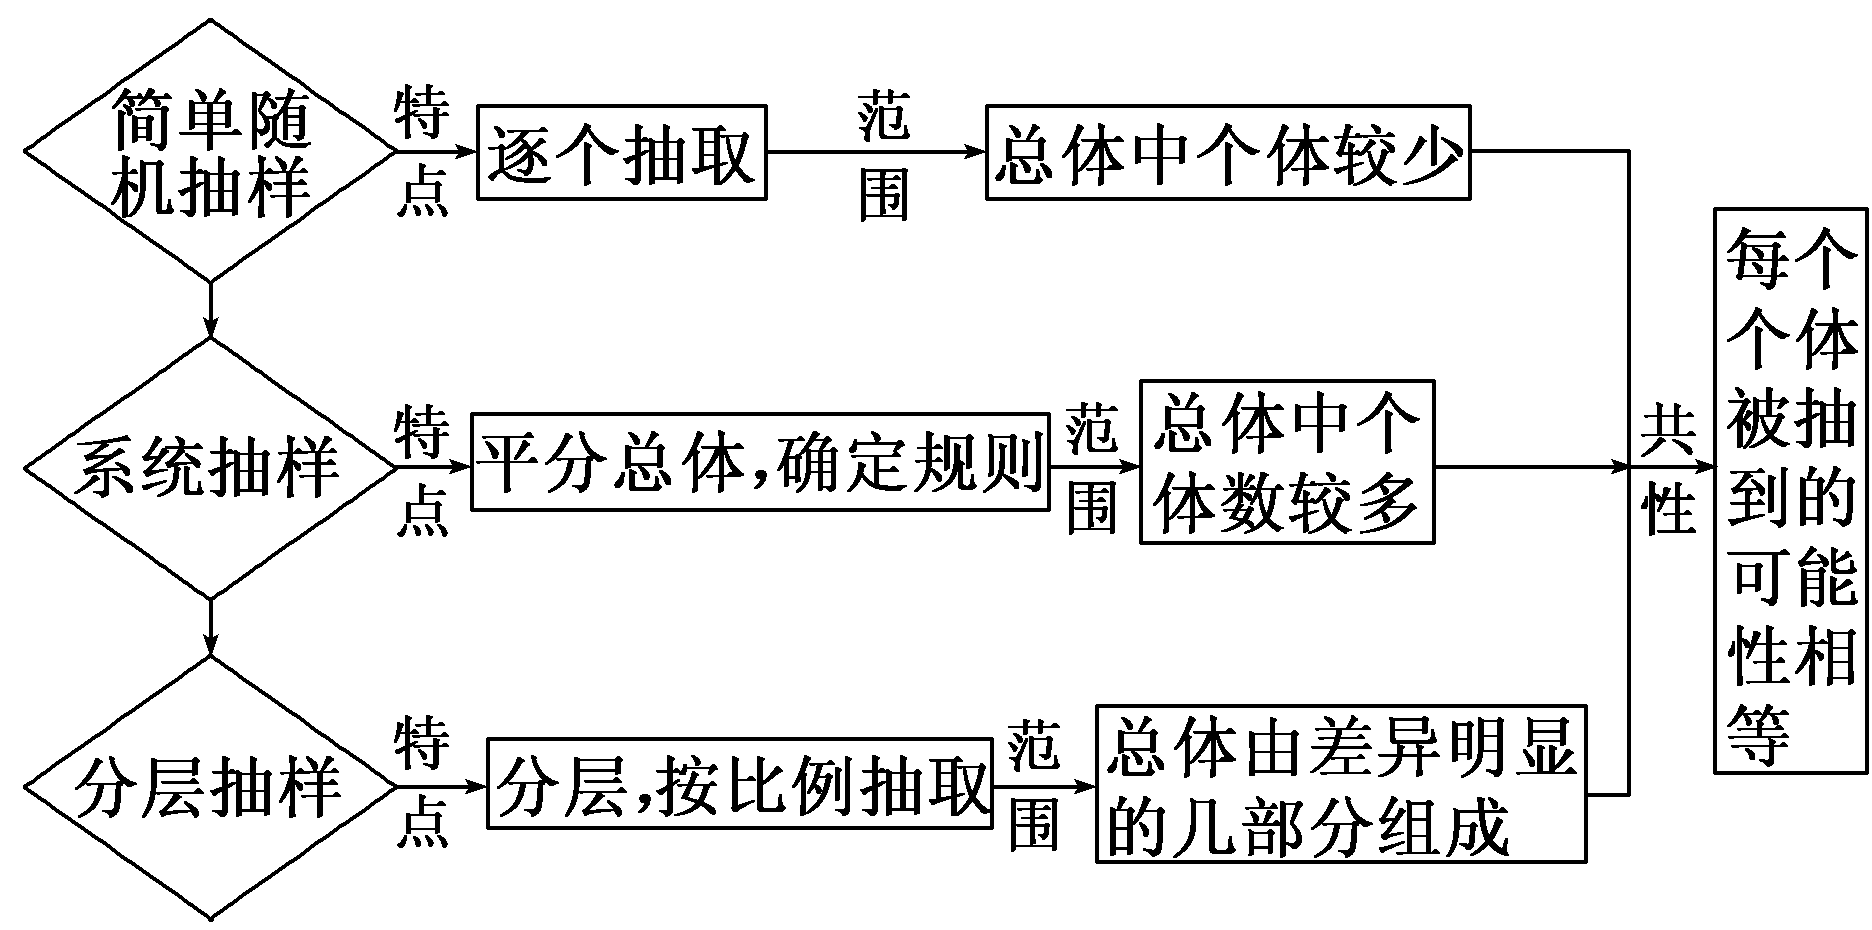 简单随
机抽样
特
点
逐个抽取
范
围
总体中个体较少
系统抽样
特
点
平分总体,确定规则
范
围
总体中个
体数较多
分层抽样
特
点
分层,按比例抽取
范
围
总体由差异明显
的几部分组成
共
性
每个
个体
被抽
到的
可能
性相
等